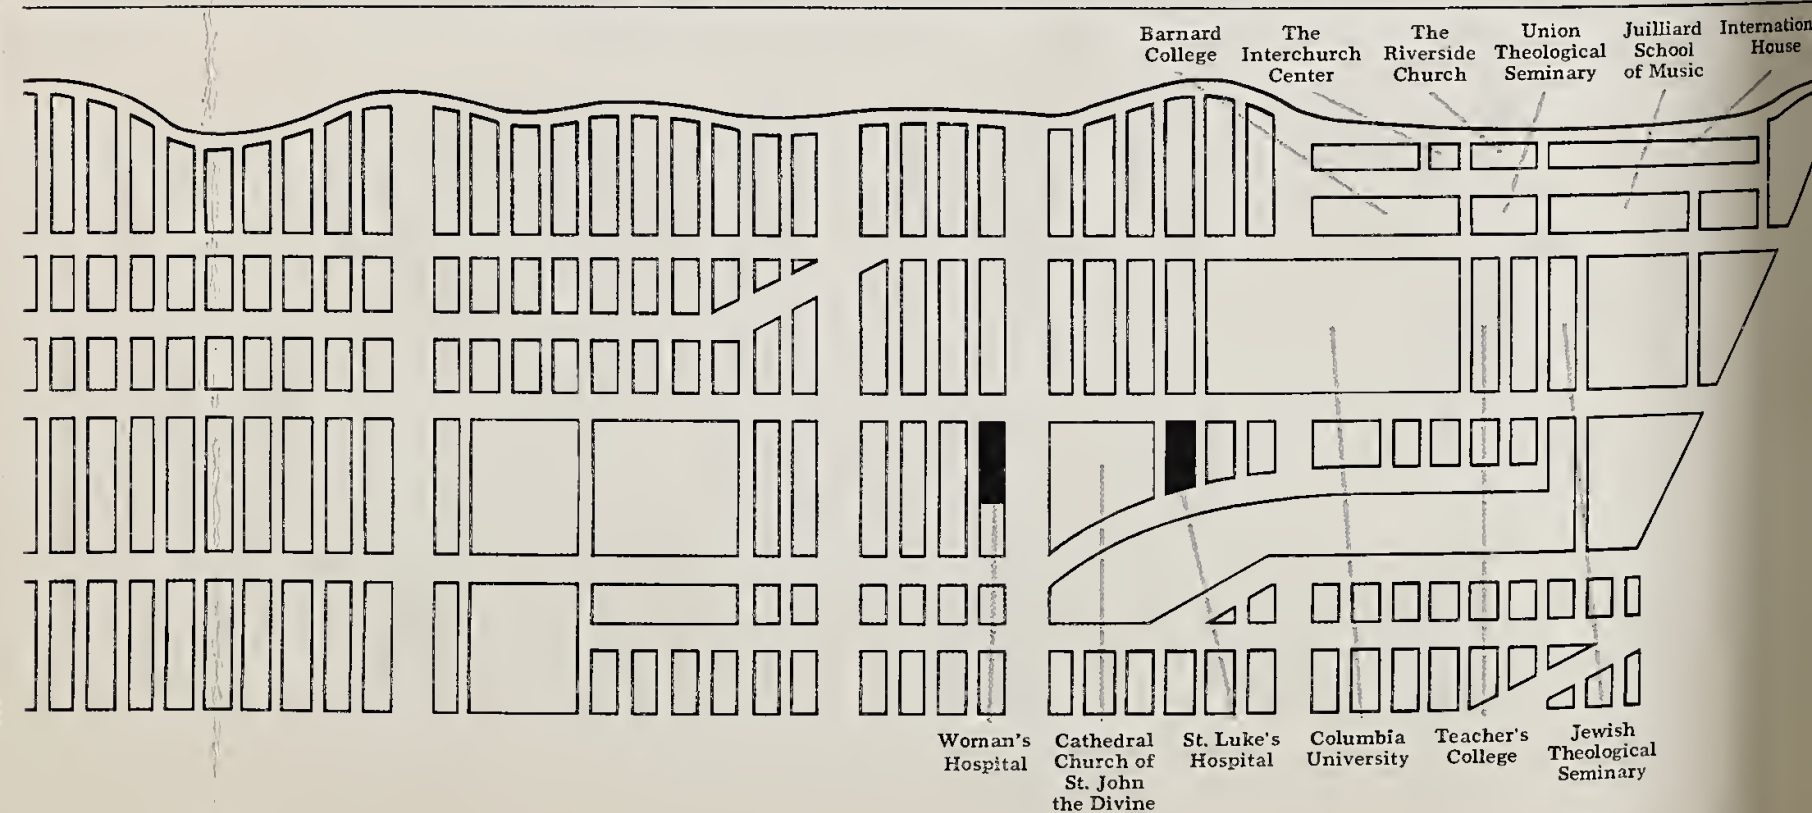 Barnard
College
The
Interchurch
Center
The
Riverside
Church
Union
Theological
Seminary
Juilliard
School
of Music
Internation
House
Woman's
Hospital
Cathedral
Church of
St. John
the Divine
St. Luke's
Hospital
Columbia
University
Teacher's
College
Jewish
Theological
Seminary